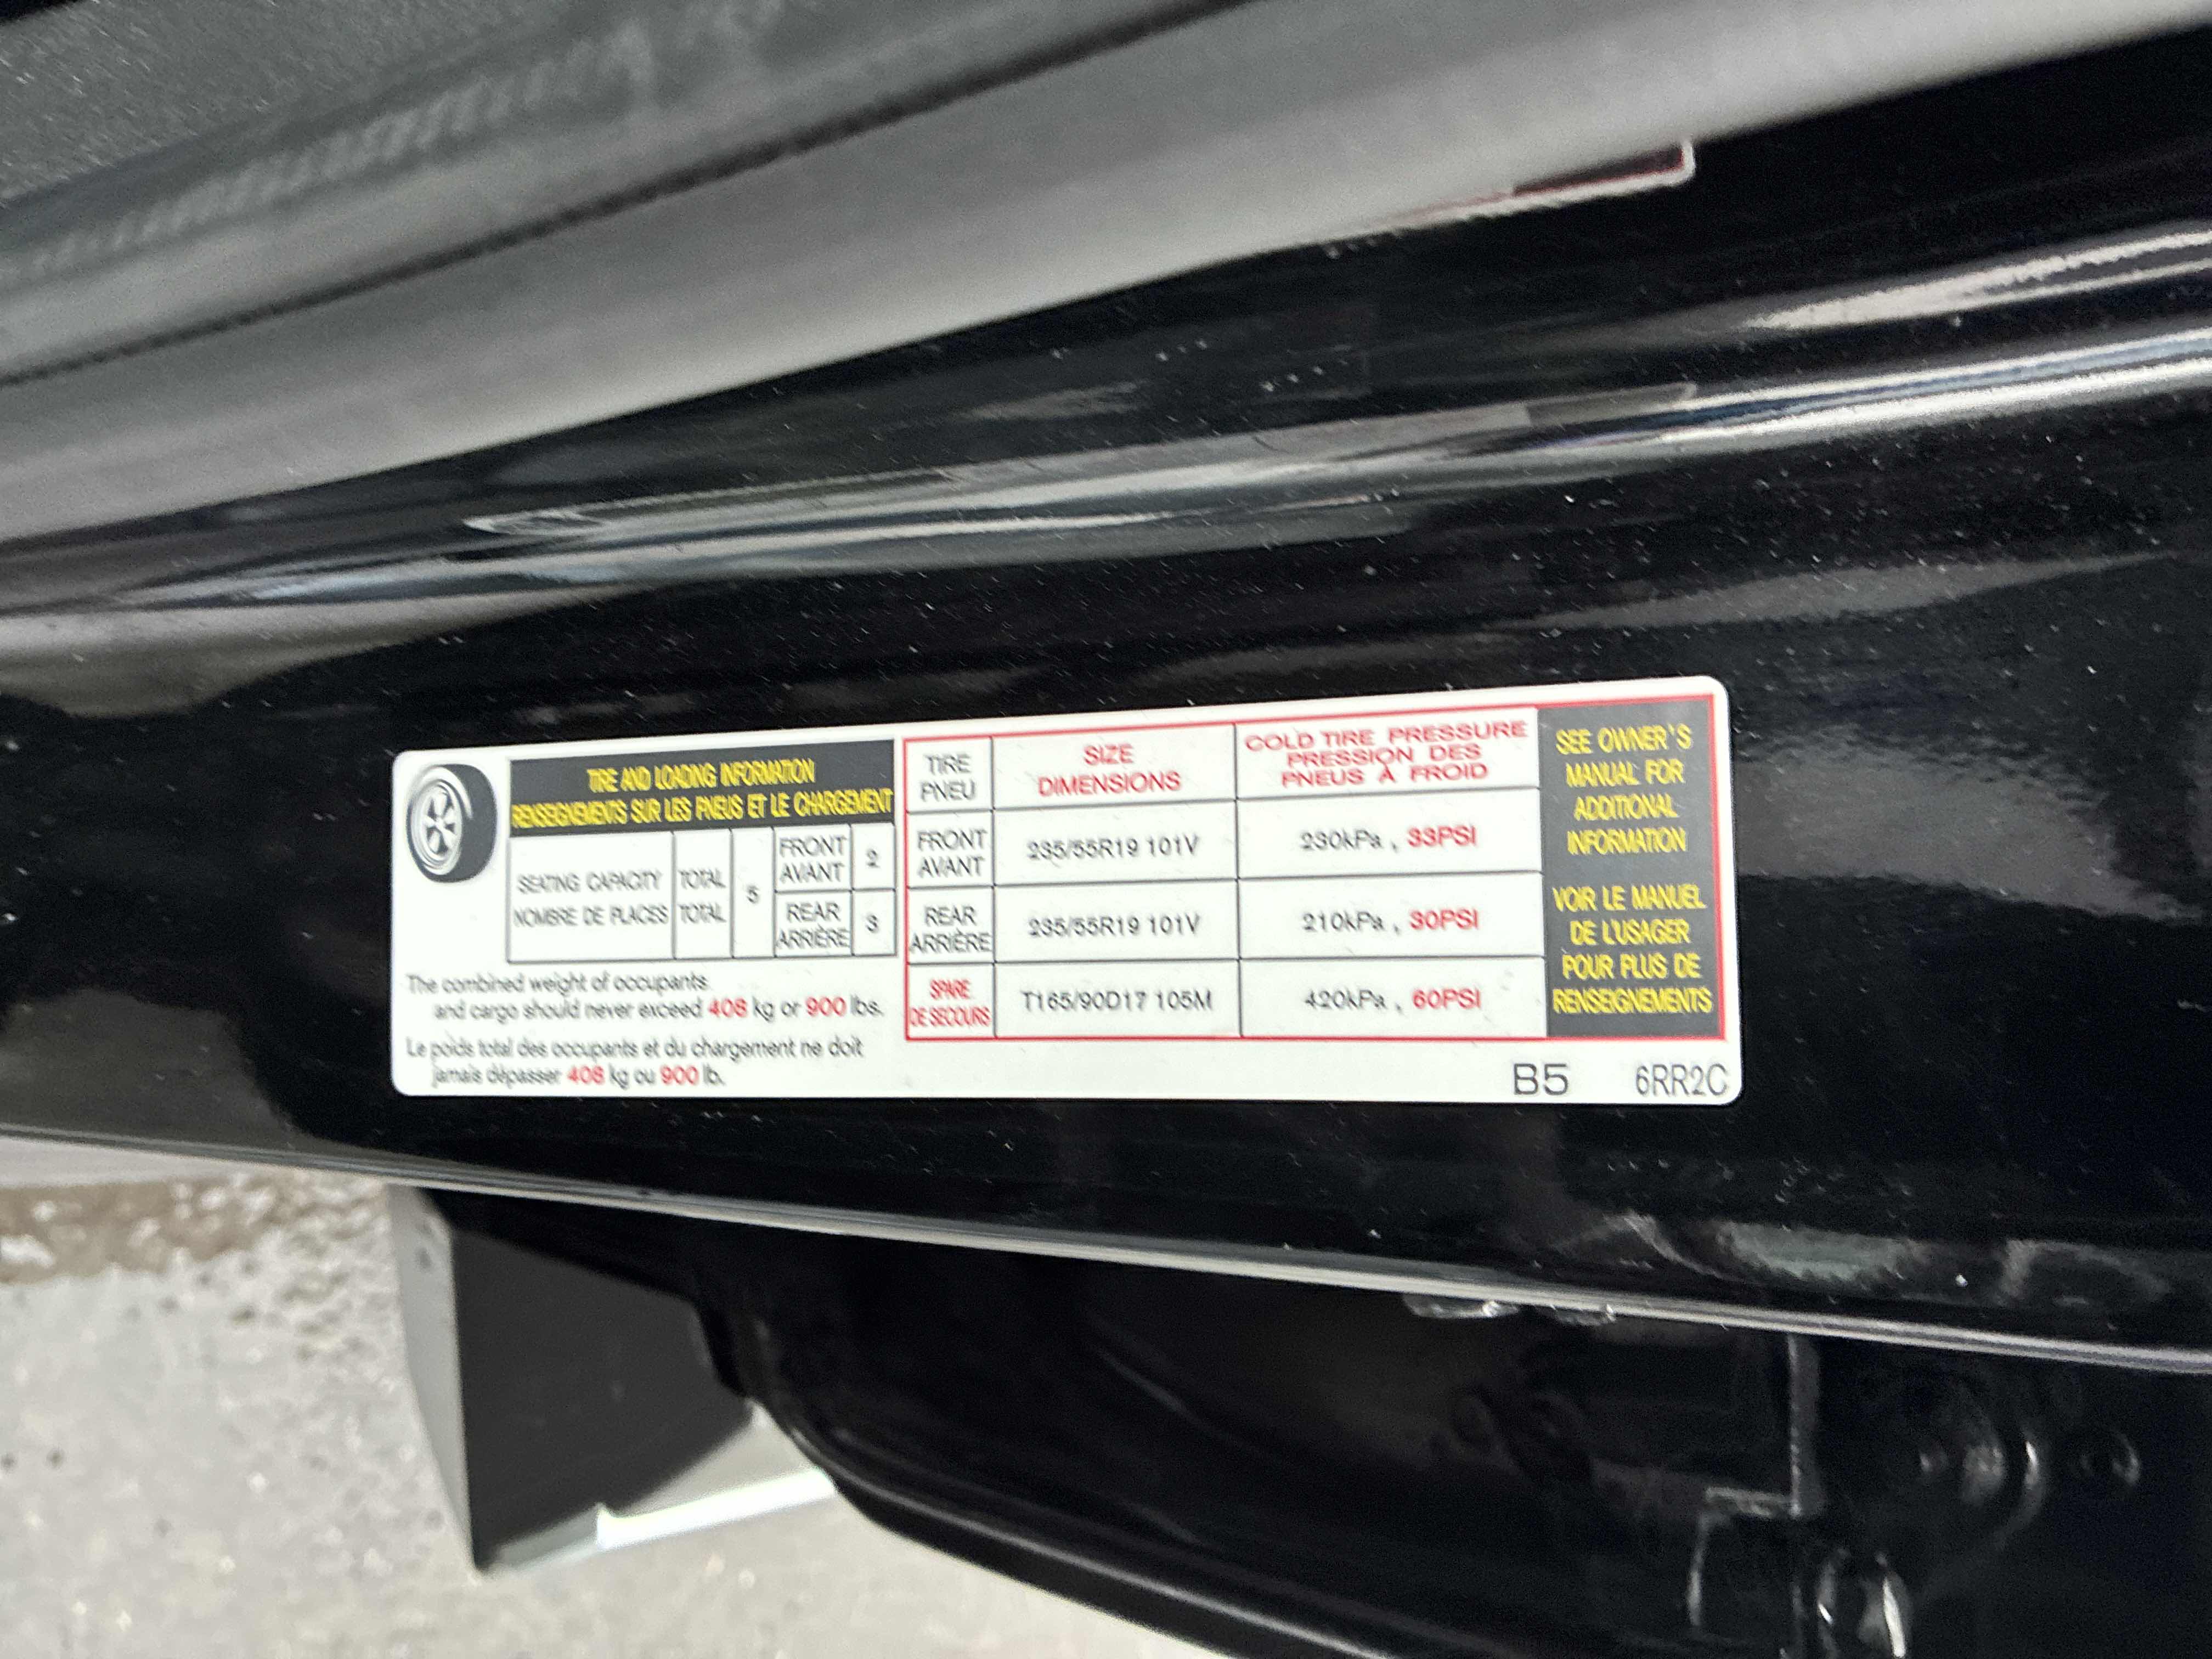 TIRE AND LOADING INFORMATION
RENSEIGNEMENTS SUR LES PNEUS ET LE CHARGEMENT
SEATING CAPACITY
NOMBRE DE PLACES
TOTAL
TOTAL
5
FRONT
AVANT
2
REAR
ARRIÈRE
3
The combined weight of occupants
and cargo should never exceed 408 kg or 900 lbs.
Le poids total des occupants et du chargement ne doit
jamais dépasser 408 kg ou 900 lb.
TIRE
PNEU
SIZE
DIMENSIONS
COLD TIRE PRESSURE
PRESSION DES
PNEUS À FROID
FRONT
AVANT
235/55R19 101V
230kPa , 33PSI
REAR
ARRIÈRE
235/55R19 101V
210kPa , 30PSI
SPARE
DE SECOURS
T165/90D17 105M
420kPa , 60PSI
SEE OWNER'S
MANUAL FOR
ADDITIONAL
INFORMATION
VOIR LE MANUEL
DE L'USAGER
POUR PLUS DE
RENSEIGNEMENTS
B5 6RR2C